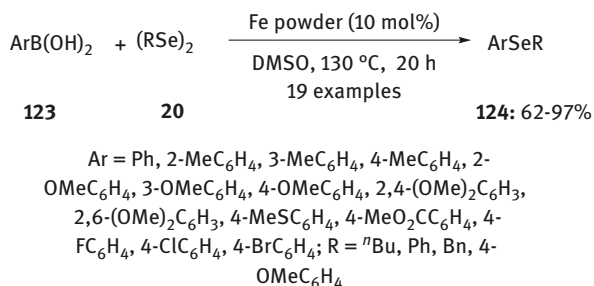 ArB(OH)₂ + (RSe)₂ Fe powder (10 mol%) ArSeR
DMSO, 130 °C, 20 h
19 examples
123 20 124: 62-97%
Ar = Ph, 2-MeC₆H₄, 3-MeC₆H₄, 4-MeC₆H₄, 2-
OMeC₆H₄, 3-OMeC₆H₄, 4-OMeC₆H₄, 2,4-(OMe)₂C₆H₃,
2,6-(OMe)₂C₆H₃, 4-MeSC₆H₄, 4-MeO₂CC₆H₄, 4-
FC₆H₄, 4-ClC₆H₄, 4-BrC₆H₄; R = ⁿBu, Ph, Bn, 4-
OMeC₆H₄